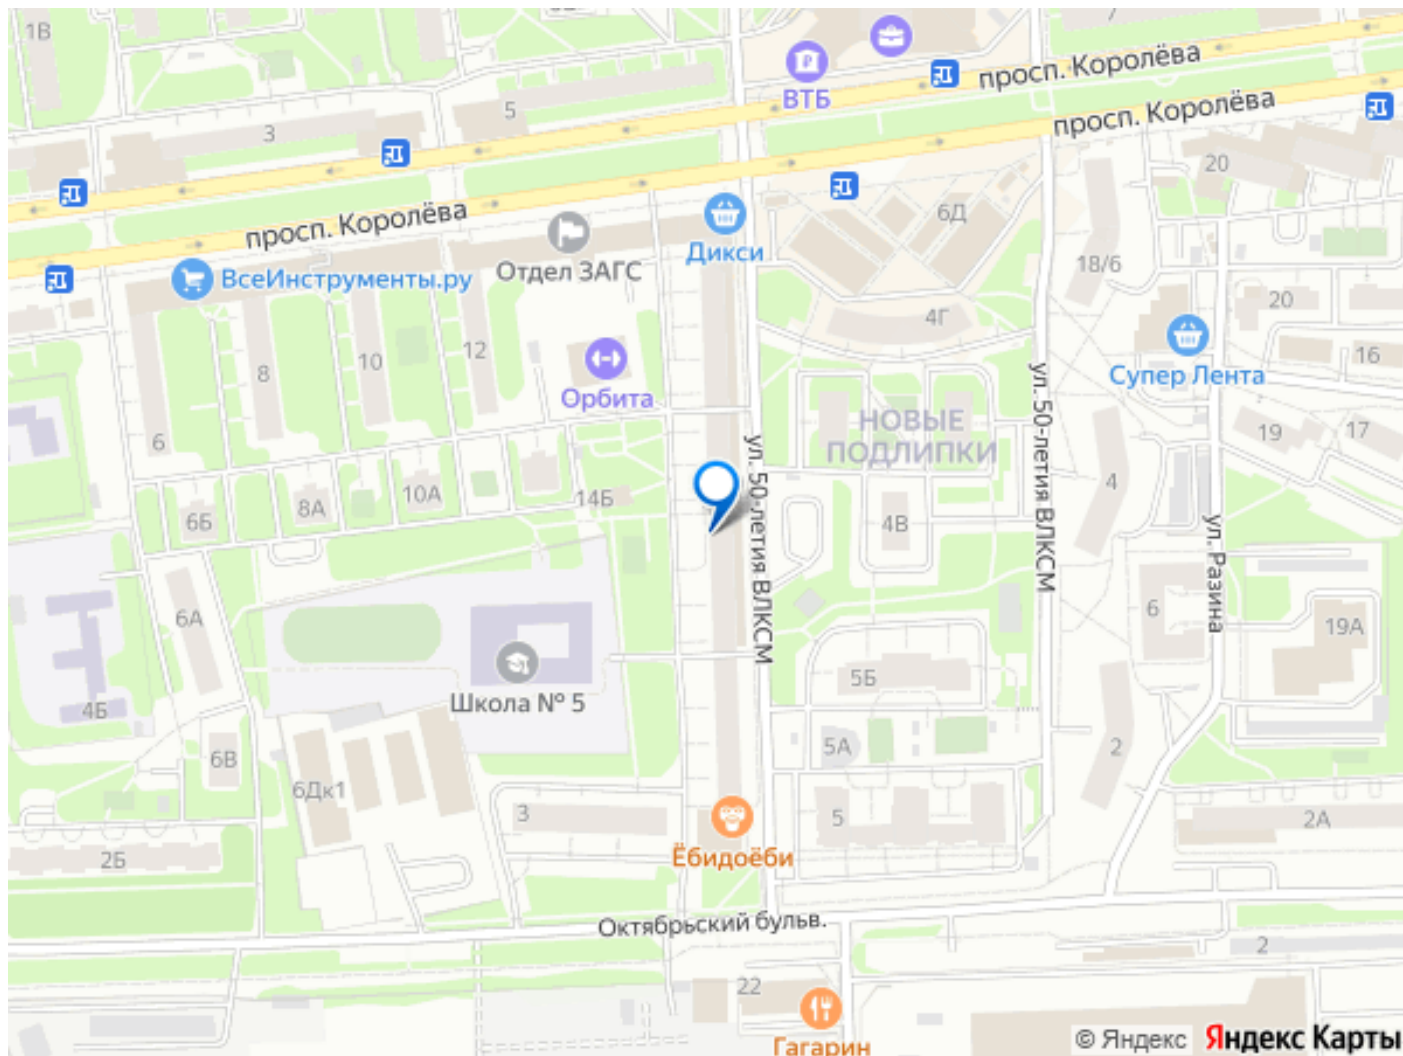 1В
7
5
3
ВТБ
просп. Королёва
просп. Королёва
просп. Королёва
20
6Д
Дикси
Отдел ЗАГС
ВсеИнструменты.ру
18/6
20
4Г
16
Супер Лента
12
10
8
6
Орбита
ул. 50-летия ВЛКСМ
НОВЫЕ
ПОДЛИПКИ
19
17
ул. 50-летия ВЛКСМ
4
10А
14Б
8А
6Б
4В
ул. Разина
6А
6
19А
5Б
Школа № 5
4Б
5А
2
6В
6Дк1
3
5
2А
2Б
Ёбидоёби
Октябрьский бульв.
2
22
Гагарин
© Яндекс Яндекс Карты